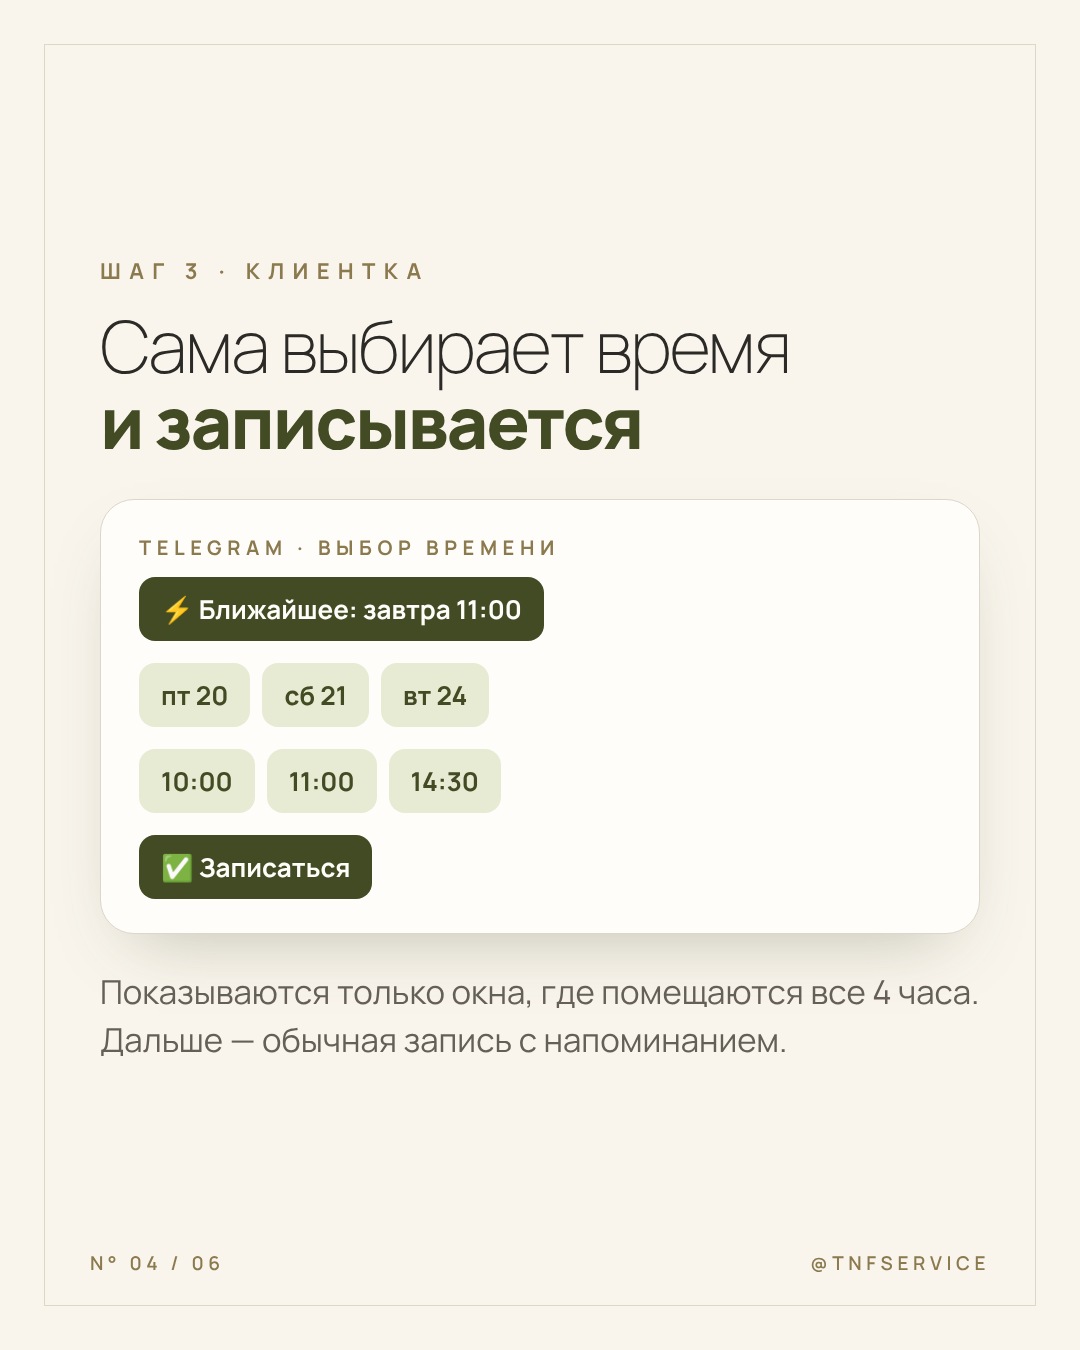 ШАГ 3 · КЛИЕНТКА
Сама выбирает время
и записывается
TELEGRAM · ВЫБОР ВРЕМЕНИ
⚡ Ближайшее: завтра 11:00
пт 20 сб 21 вт 24
10:00 11:00 14:30
✅ Записаться
Показываются только окна, где помещаются все 4 часа.
Дальше — обычная запись с напоминанием.
N° 04 / 06
@TNFSERVICE